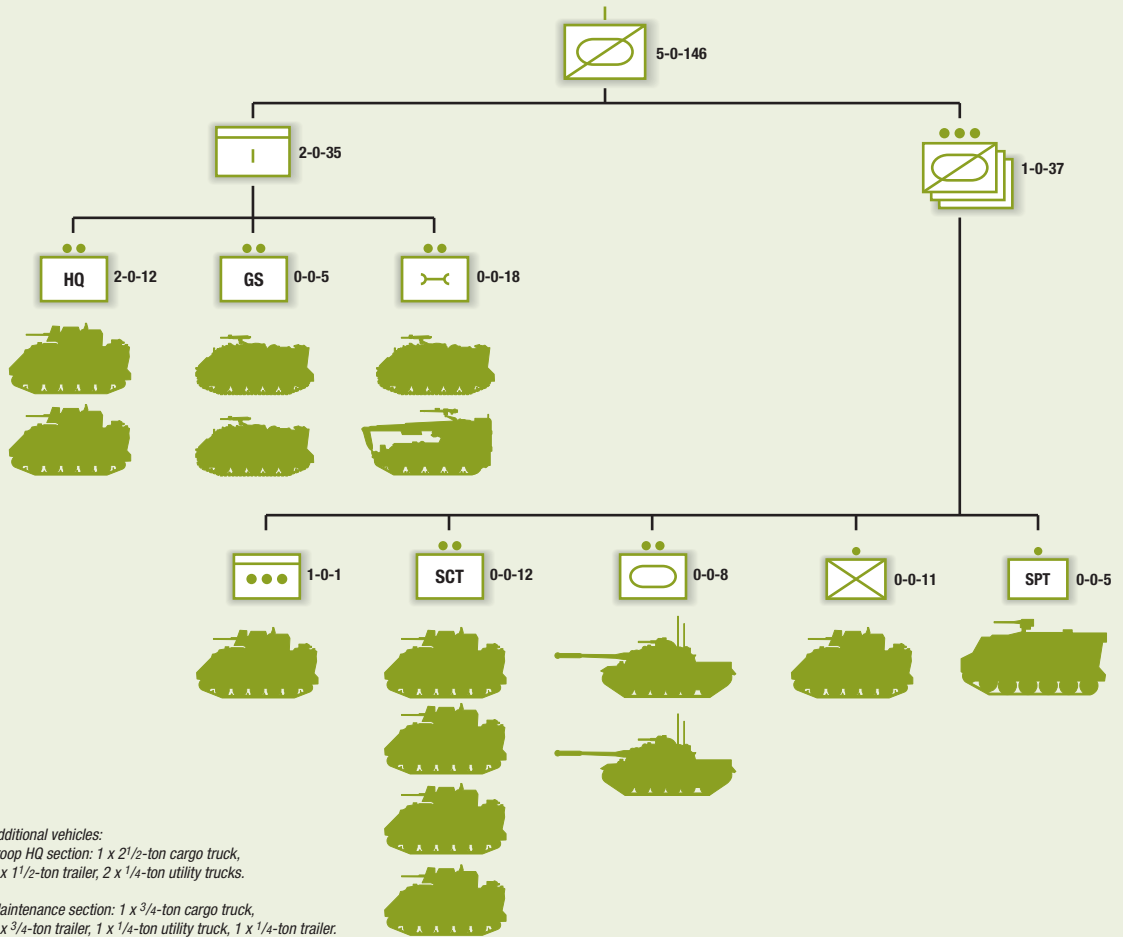 5-0-146
2-0-35
1-0-37
HQ 2-0-12
GS 0-0-5
0-0-18
1-0-1
SCT 0-0-12
0-0-8
0-0-11
SPT 0-0-5
dditional vehicles:
oop HQ section: 1 x 2 1/2-ton cargo truck,
x 1 1/2-ton trailer, 2 x 1/4-ton utility trucks.
aintenance section: 1 x 3/4-ton cargo truck,
x 3/4-ton trailer, 1 x 1/4-ton utility truck, 1 x 1/4-ton trailer.